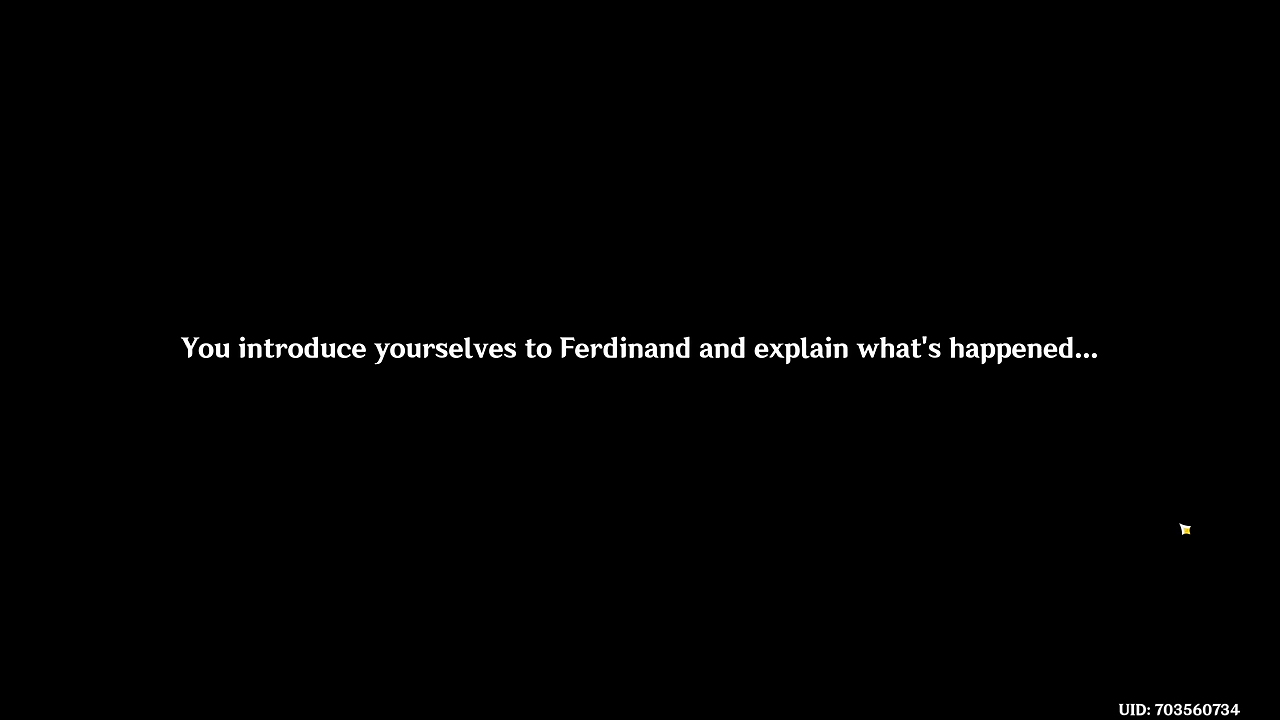 You introduce yourselves to Ferdinand and explain what's happened...
UID: 703560734